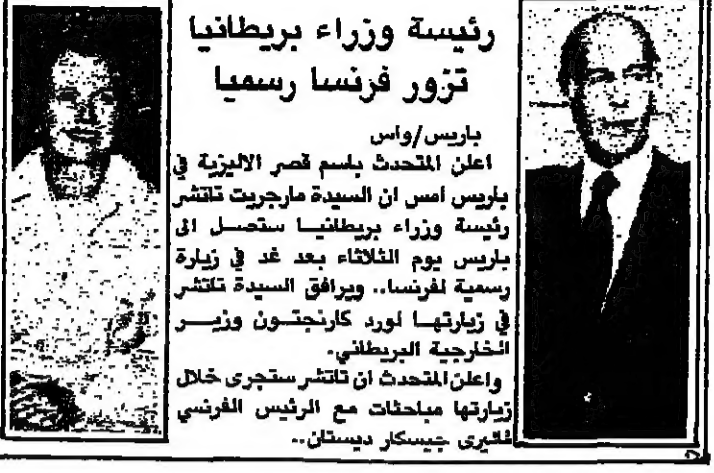 رئيسة وزراء بريطانيا
تزور فرنسا رسميا
باريس/واس
اعلن المتحدث باسم قصر الاليزية في
باريس امس ان السيدة مارجريت تاتشر
رئيسة وزراء بريطانيا ستصل الى
باريس يوم الثلاثاء بعد غد في زيارة
رسمية لفرنسا.. ويرافق السيدة تاتشر
في زيارتها لورد كارنجتون وزير
الخارجية البريطاني.
واعلن المتحدث ان تاتشر ستجرى خلال
زيارتها مباحثات مع الرئيس الفرنسي
فاليرى جيسكار ديستان..